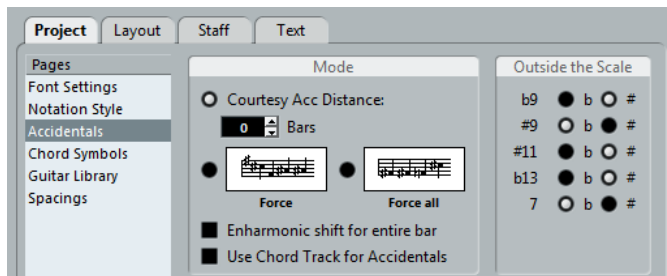 Project Layout Staff Text
Pages
Font Settings
Notation Style
Accidentals
Chord Symbols
Guitar Library
Spacings
Mode
Courtesy Acc Distance:
0 Bars
Force Force all
Enharmonic shift for entire bar
Use Chord Track for Accidentals
Outside the Scale
b9 b #
#9 b #
#11 b #
b13 b #
7 b #